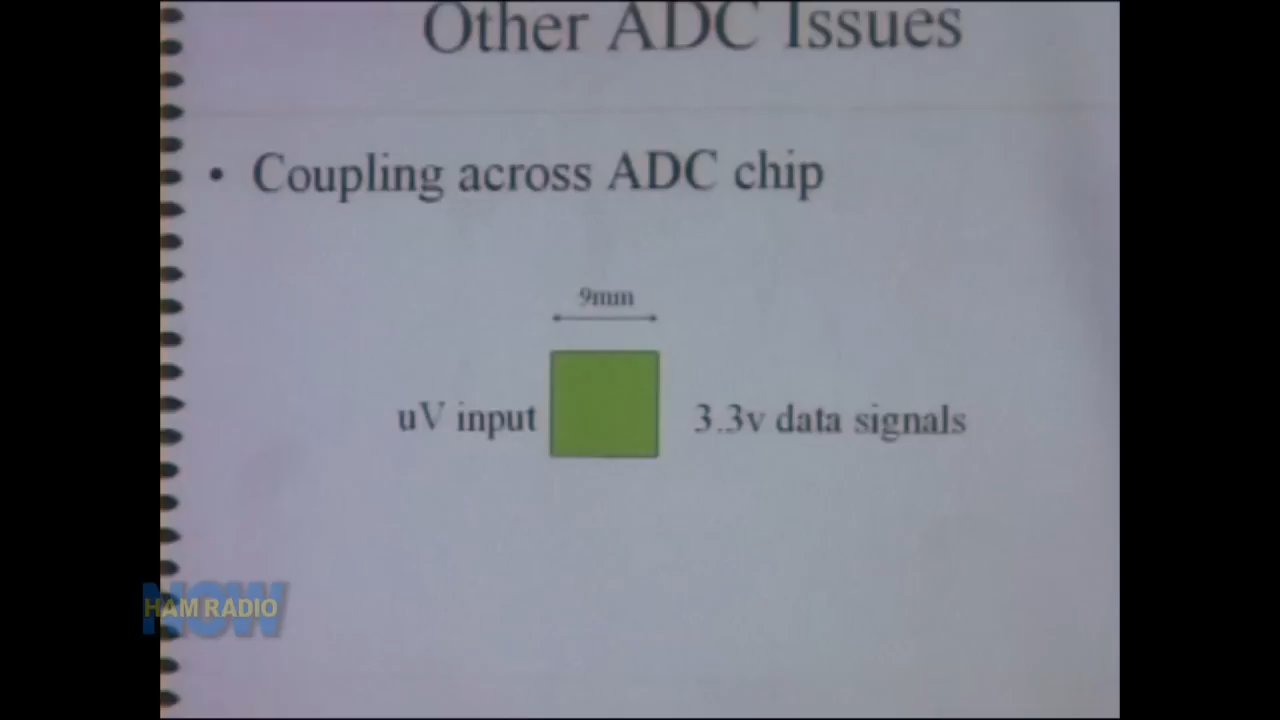 Other ADC Issues
• Coupling across ADC chip
9mm
uV input
3.3v data signals
NOW
HAM RADIO